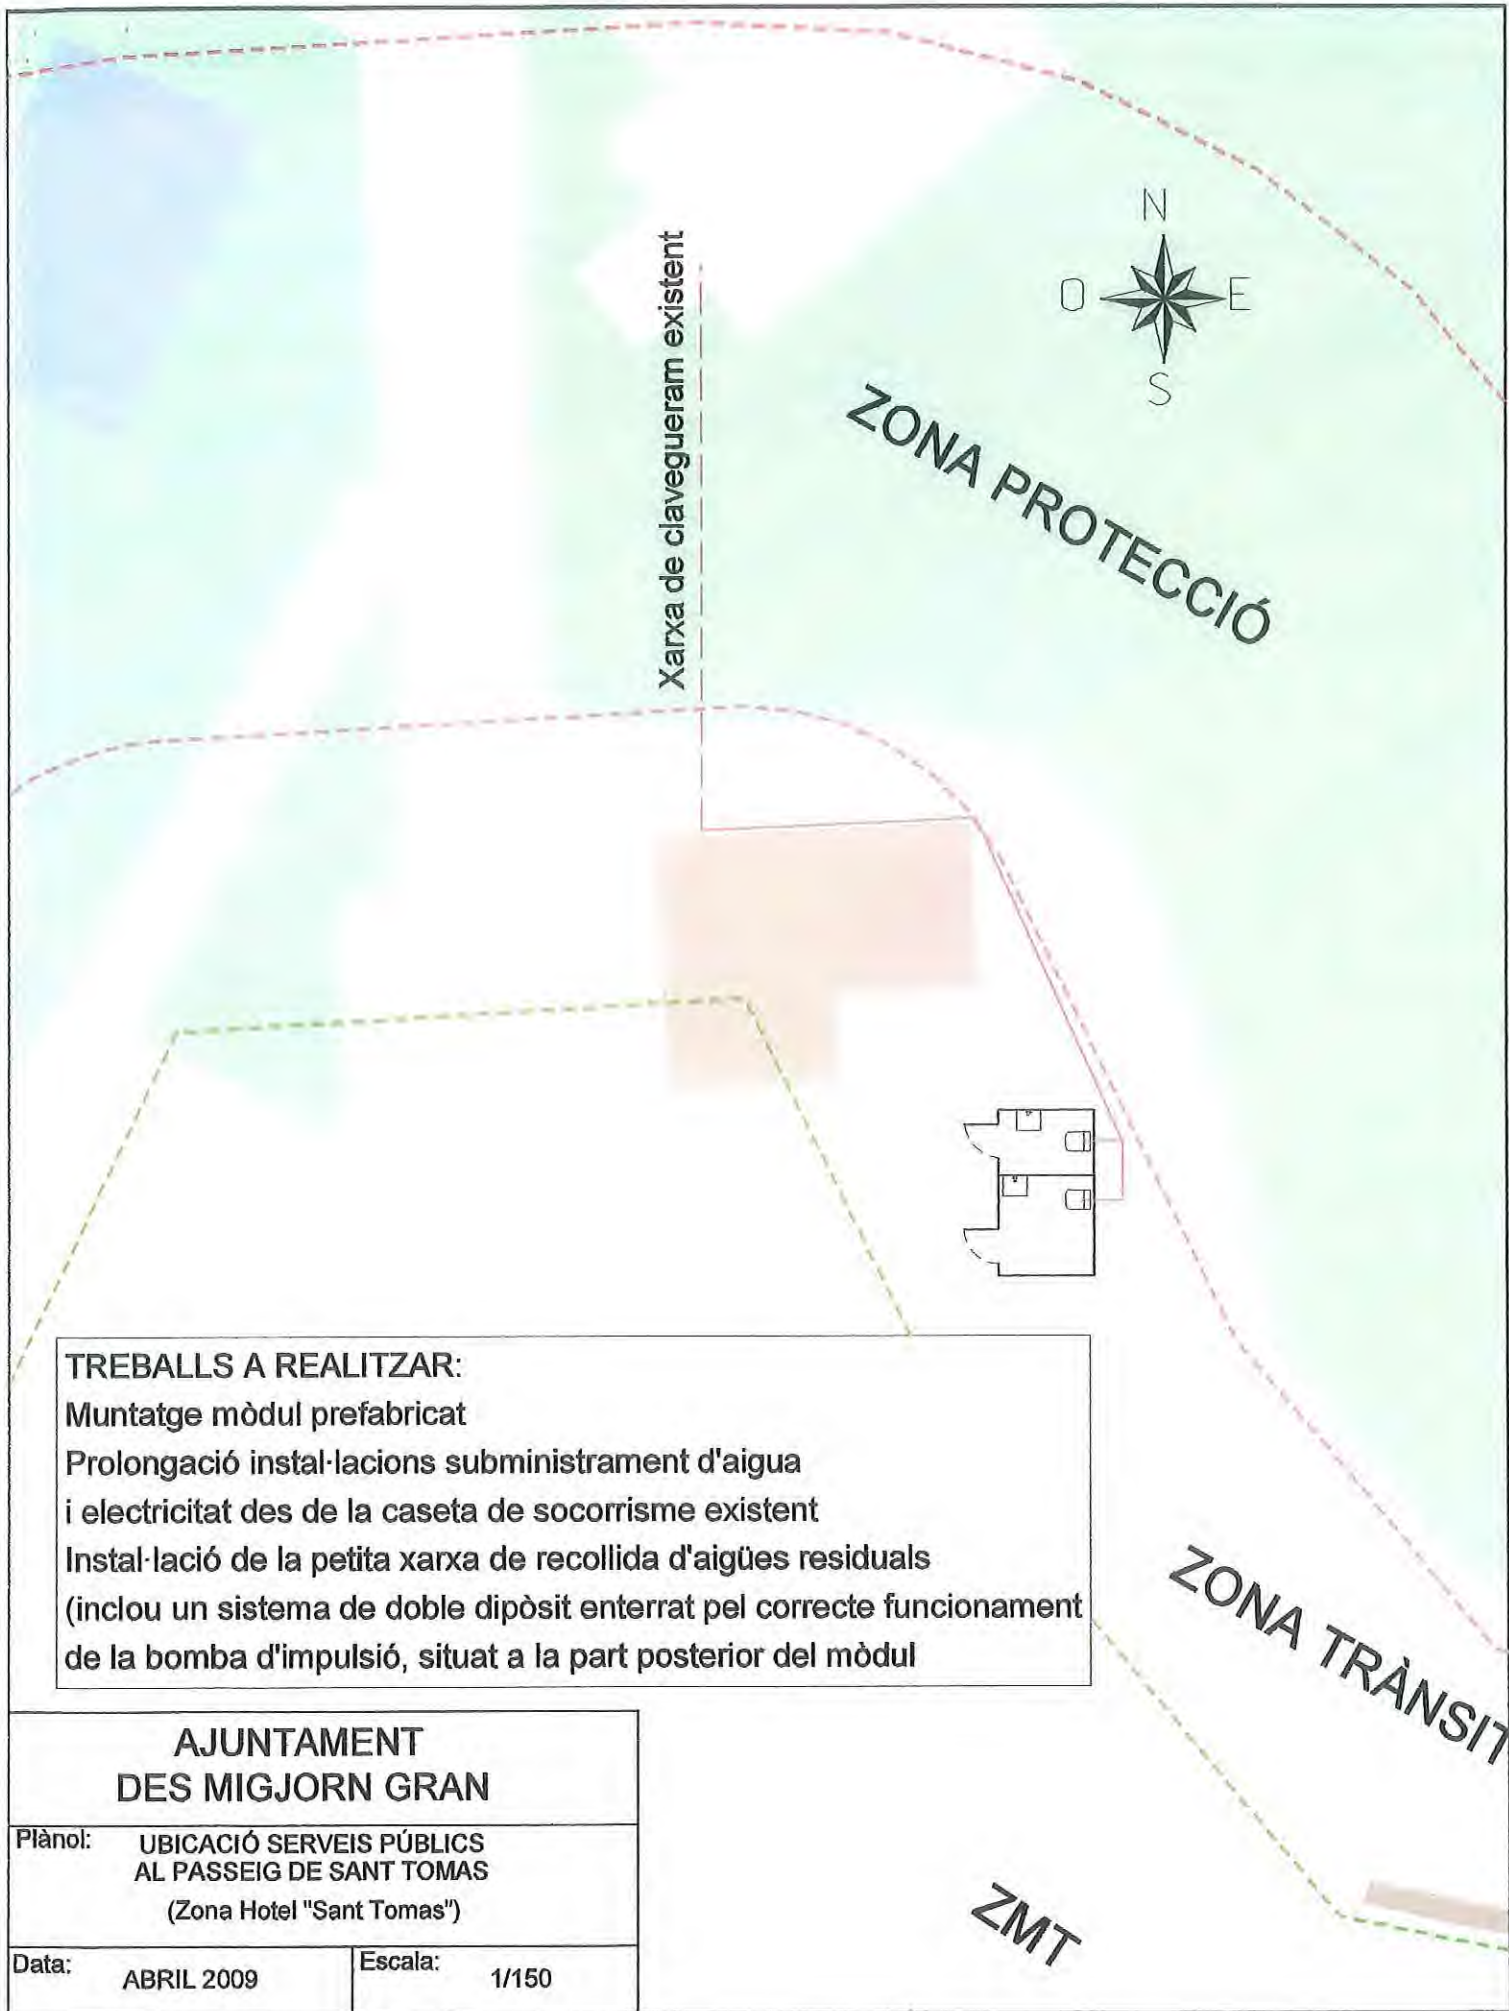 N
O
E
S
Xarxa de clavegueram existent
ZONA PROTECCIÓ
TREBALLS A REALITZAR:
Muntatge mòdul prefabricat
Prolongació instal·lacions subministrament d'aigua
i electricitat des de la caseta de socorrisme existent
Instal·lació de la petita xarxa de recollida d'aigües residuals
(inclou un sistema de doble dipòsit enterrat pel correcte funcionament
de la bomba d'impulsió, situat a la part posterior del mòdul
ZONA TRÀNSIT
ZMT
AJUNTAMENT
DES MIGJORN GRAN
Plànol: UBICACIÓ SERVEIS PÚBLICS
AL PASSEIG DE SANT TOMAS
(Zona Hotel "Sant Tomas")
Data: ABRIL 2009
Escala: 1/150